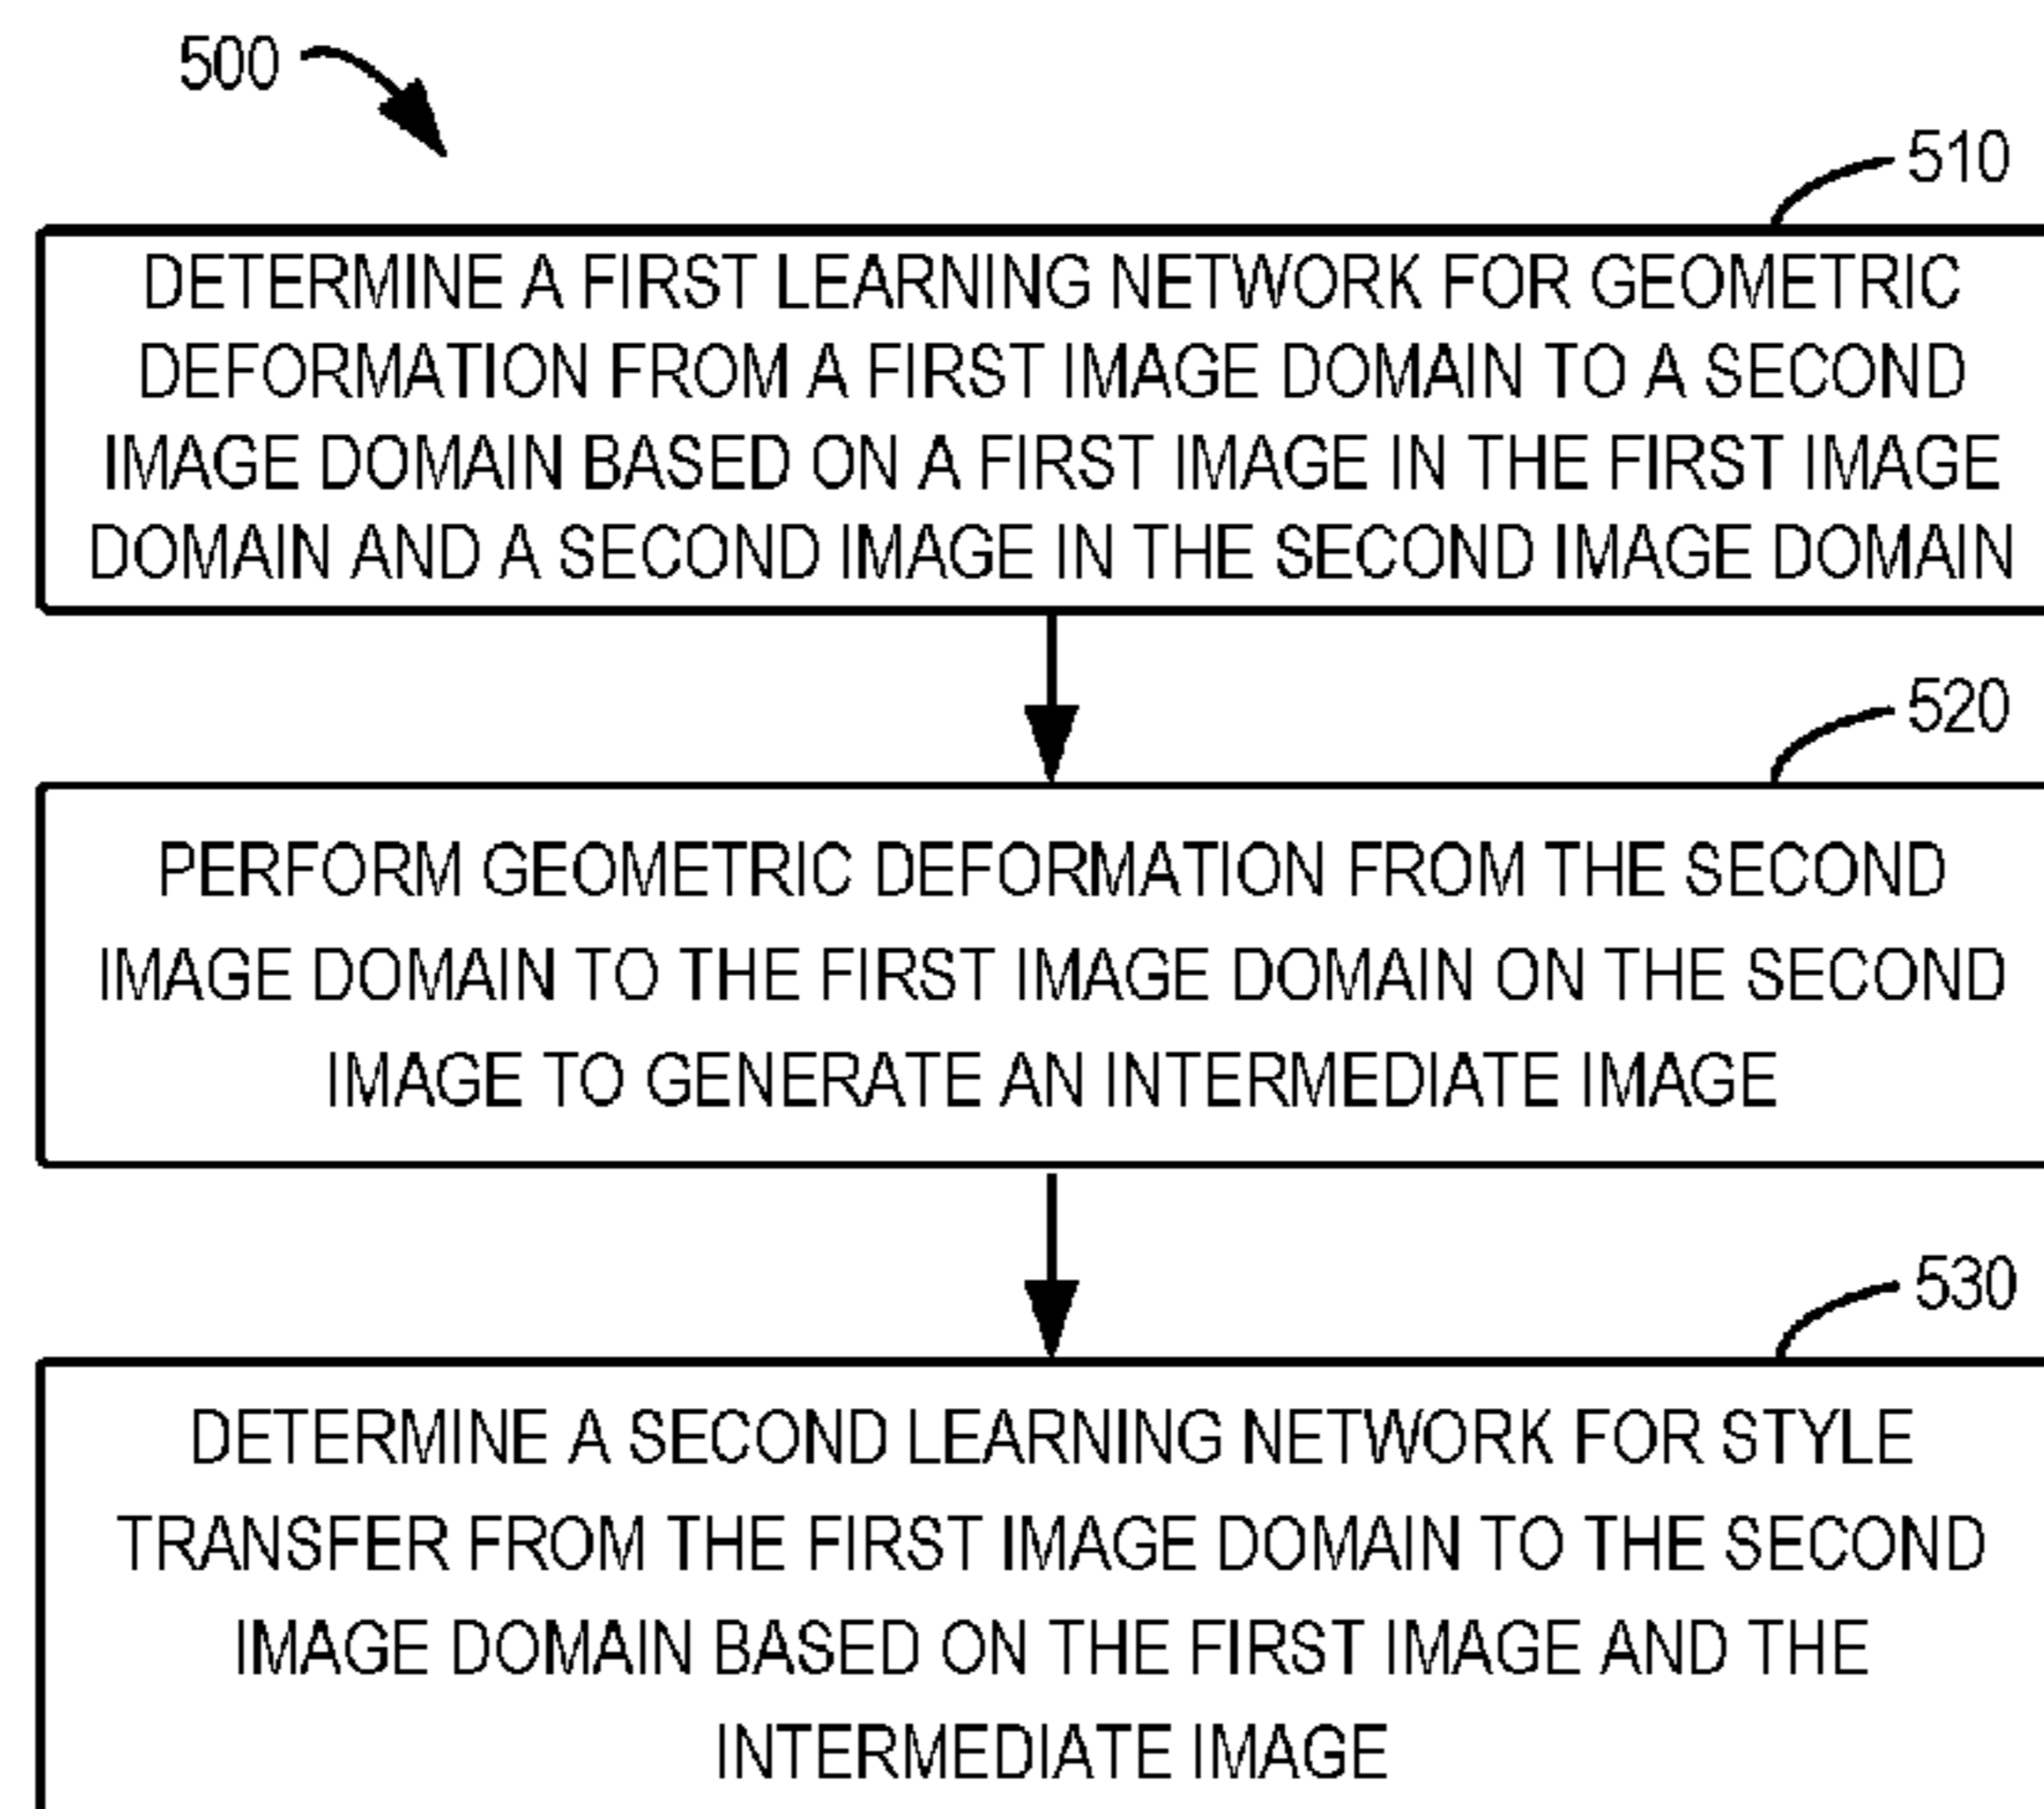 500
510
DETERMINE A FIRST LEARNING NETWORK FOR GEOMETRIC
DEFORMATION FROM A FIRST IMAGE DOMAIN TO A SECOND
IMAGE DOMAIN BASED ON A FIRST IMAGE IN THE FIRST IMAGE
DOMAIN AND A SECOND IMAGE IN THE SECOND IMAGE DOMAIN
520
PERFORM GEOMETRIC DEFORMATION FROM THE SECOND
IMAGE DOMAIN TO THE FIRST IMAGE DOMAIN ON THE SECOND
IMAGE TO GENERATE AN INTERMEDIATE IMAGE
530
DETERMINE A SECOND LEARNING NETWORK FOR STYLE
TRANSFER FROM THE FIRST IMAGE DOMAIN TO THE SECOND
IMAGE DOMAIN BASED ON THE FIRST IMAGE AND THE
INTERMEDIATE IMAGE